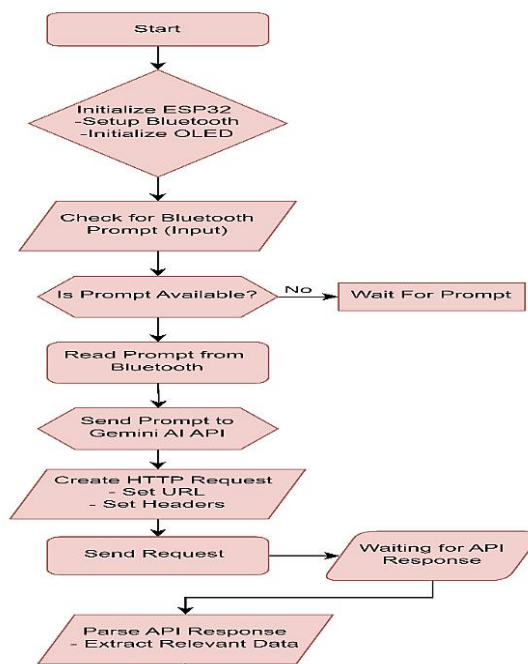 Start
Initialize ESP32
-Setup Bluetooth
-Initialize OLED
Check for Bluetooth
Prompt (Input)
Is Prompt Available?
No
Wait For Prompt
Read Prompt from
Bluetooth
Send Prompt to
Gemini AI API
Create HTTP Request
- Set URL
- Set Headers
Send Request
Waiting for API
Response
Parse API Response
- Extract Relevant Data